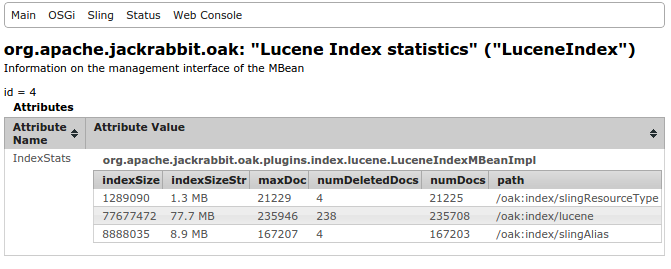 Main OSGi Sling Status Web Console
org.apache.jackrabbit.oak: "Lucene Index statistics" ("LuceneIndex")
Information on the management interface of the MBean
id = 4
Attributes
Attribute Name Attribute Value
IndexStats org.apache.jackrabbit.oak.plugins.index.lucene.LuceneIndexMBeanImpl
indexSize indexSizeStr maxDoc numDeletedDocs numDocs path
1289090 1.3 MB 21229 4 21225 /oak:index/slingResourceType
77677472 77.7 MB 235946 238 235708 /oak:index/lucene
8888035 8.9 MB 167207 4 167203 /oak:index/slingAlias